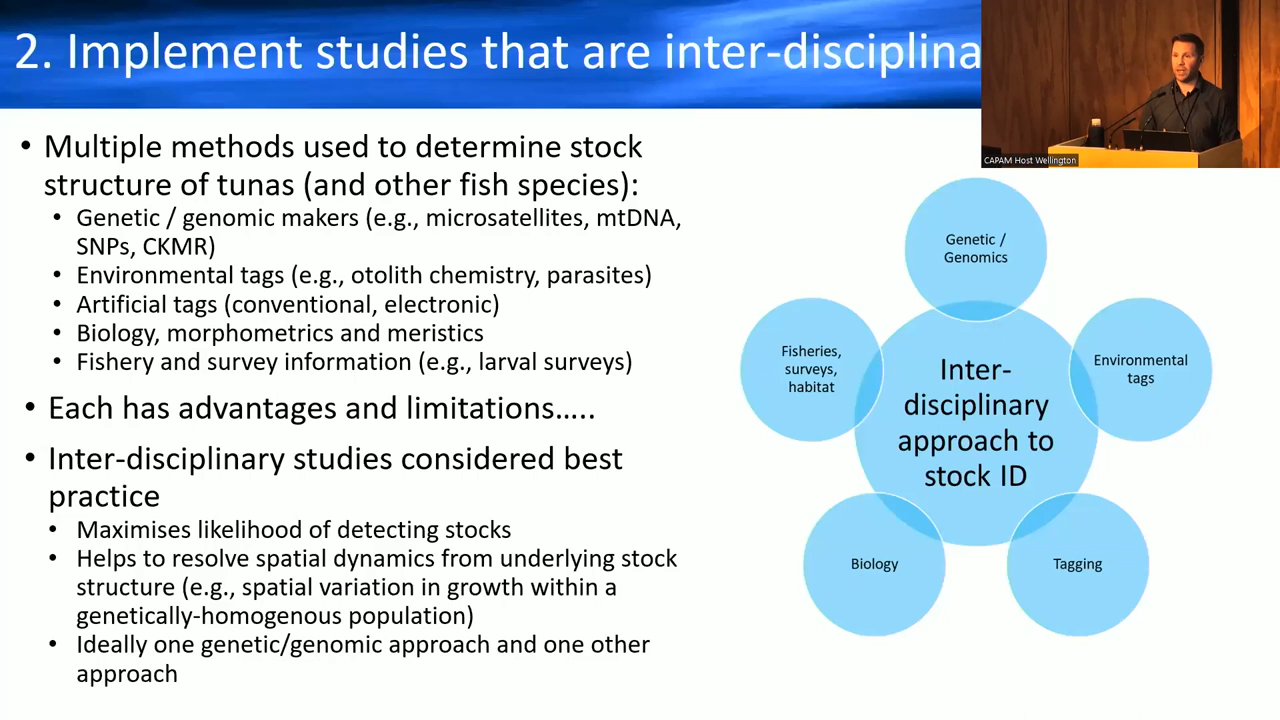 2. Implement studies that are inter-disciplina
CAPAM Host Wellington
• Multiple methods used to determine stock
structure of tunas (and other fish species):
• Genetic / genomic makers (e.g., microsatellites, mtDNA,
SNPs, CKMR)
• Environmental tags (e.g., otolith chemistry, parasites)
• Artificial tags (conventional, electronic)
• Biology, morphometrics and meristics
• Fishery and survey information (e.g., larval surveys)
• Each has advantages and limitations…..
• Inter-disciplinary studies considered best
practice
• Maximises likelihood of detecting stocks
• Helps to resolve spatial dynamics from underlying stock
structure (e.g., spatial variation in growth within a
genetically-homogenous population)
• Ideally one genetic/genomic approach and one other
approach
Genetic /
Genomics
Fisheries,
surveys,
habitat
Environmental
tags
Inter-
disciplinary
approach to
stock ID
Biology
Tagging